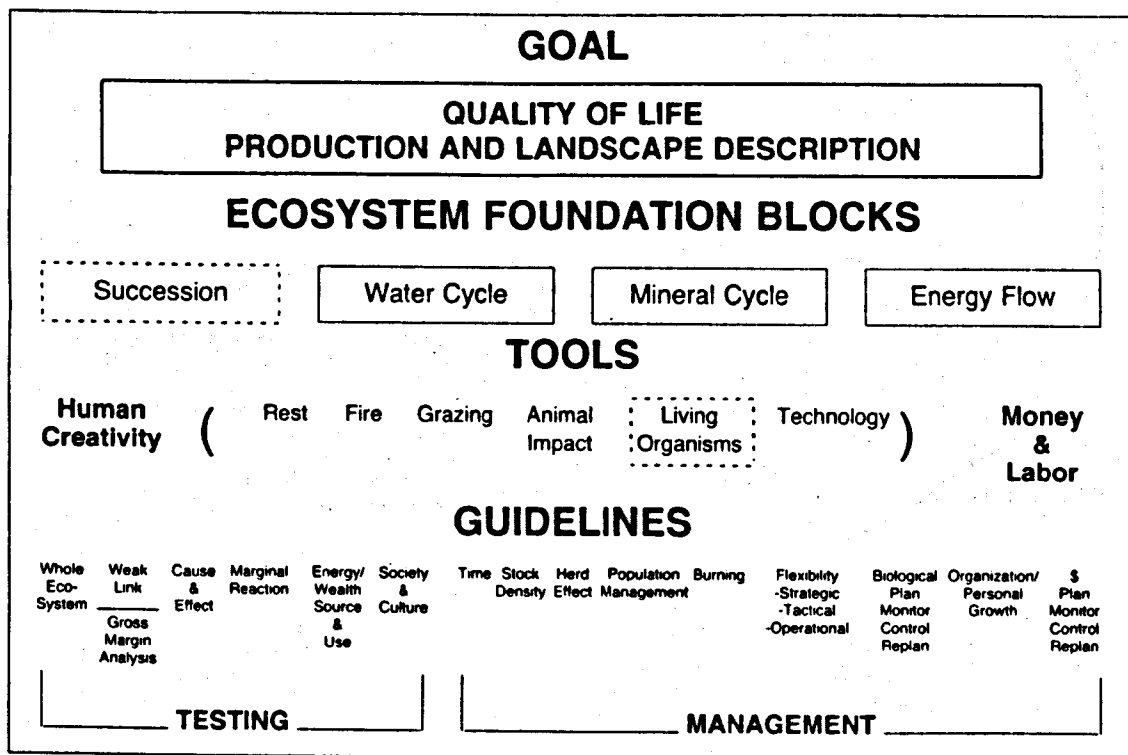 GOAL
QUALITY OF LIFE
PRODUCTION AND LANDSCAPE DESCRIPTION
ECOSYSTEM FOUNDATION BLOCKS
Succession
Water Cycle
Mineral Cycle
Energy Flow
TOOLS
Human
Creativity
(
Rest
Fire
Grazing
Animal
Impact
Living
Organisms
Technology
)
Money
&
Labor
GUIDELINES
Whole
Eco-
System
Weak
Link
Gross
Margin
Analysis
Cause
&
Effect
Marginal
Reaction
Energy/
Wealth
Source
&
Use
Society
&
Culture
Time
Stock
Density
Herd
Effect
Population
Management
Burning
Flexibility
-Strategic
-Tactical
-Operational
Biological
Plan
Monitor
Control
Replan
Organization/
Personal
Growth
$
Plan
Monitor
Control
Replan
TESTING
MANAGEMENT